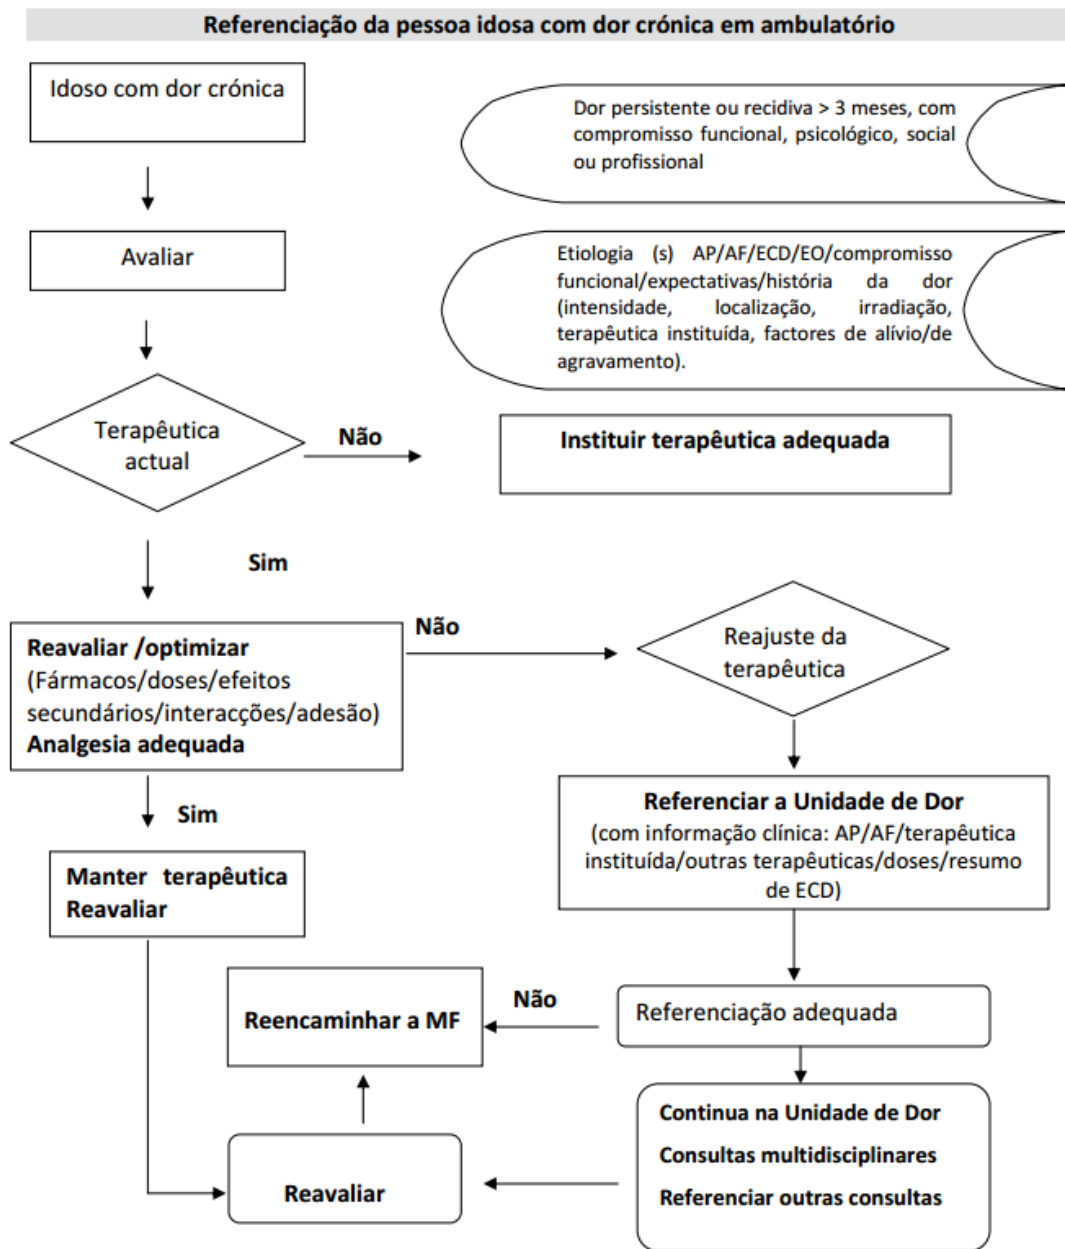 Referenciação da pessoa idosa com dor crónica em ambulatório
Idoso com dor crónica
Dor persistente ou recidiva > 3 meses, com
compromisso funcional, psicológico, social
ou profissional
Avaliar
Etiologia (s) AP/AF/ECD/EO/compromisso
funcional/expectativas/história da dor
(intensidade, localização, irradiação,
terapêutica instituída, factores de alívio/de
agravamento).
Terapêutica
actual
Não
Instituir terapêutica adequada
Sim
Reavaliar /optimizar
(Fármacos/doses/efeitos
secundários/interacções/adesão)
Analgesia adequada
Não
Reajuste da
terapêutica
Sim
Referenciar a Unidade de Dor
(com informação clínica: AP/AF/terapêutica
instituída/outras terapêuticas/doses/resumo
de ECD)
Manter terapêutica
Reavaliar
Reencaminhar a MF
Não
Referenciação adequada
Continua na Unidade de Dor
Consultas multidisciplinares
Referenciar outras consultas
Reavaliar